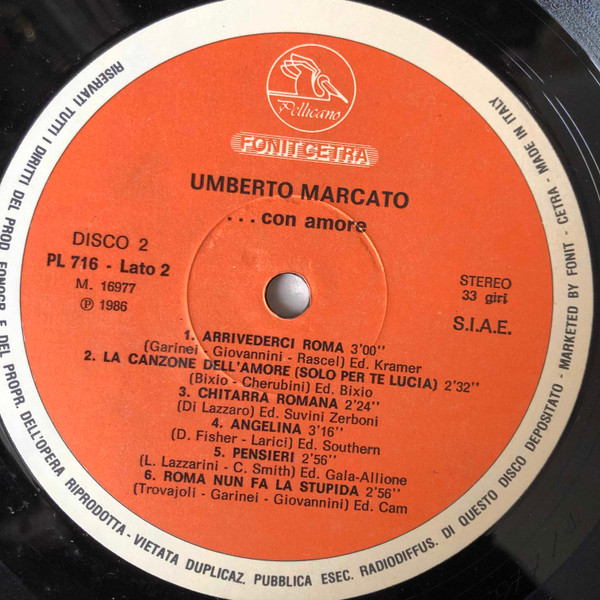 Pellicano
FONIT CETRA
UMBERTO MARCATO
...con amore
DISCO 2
PL 716 - Lato 2
M. 16977
Ⓟ 1986
STEREO
33 giri
S.I.A.E.
1. ARRIVEDERCI ROMA 3'00''
(Garinei - Giovannini - Rascel) Ed. Kramer
2. LA CANZONE DELL'AMORE (SOLO PER TE LUCIA) 2'32''
(Bixio - Cherubini) Ed. Bixio
3. CHITARRA ROMANA 2'24''
(Di Lazzaro) Ed. Suvini Zerboni
4. ANGELINA 3'16''
(D. Fisher - Larici) Ed. Southern
5. PENSIERI 2'56''
(L. Lazzarini - C. Smith) Ed. Gala-Allione
6. ROMA NUN FA LA STUPIDA 2'56''
(Trovajoli - Garinei - Giovannini) Ed. Cam
RISERVATI TUTTI I DIRITTI DEL PROD. FONOGR. E DEL PROPR. DELL'OPERA RIPRODOTTA - VIETATA DUPLICAZ. PUBBLICA ESEC. RADIODIFFUS. DI QUESTO DISCO DEPOSITATO - MARKETED BY FONIT - CETRA - MADE IN ITALY